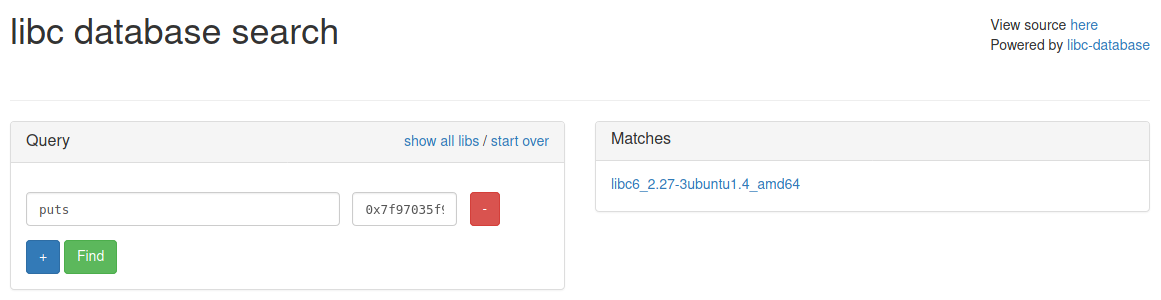 libc database search
View source here
Powered by libc-database
Query
show all libs / start over
puts
0x7f97035f
-
+
Find
Matches
libc6_2.27-3ubuntu1.4_amd64